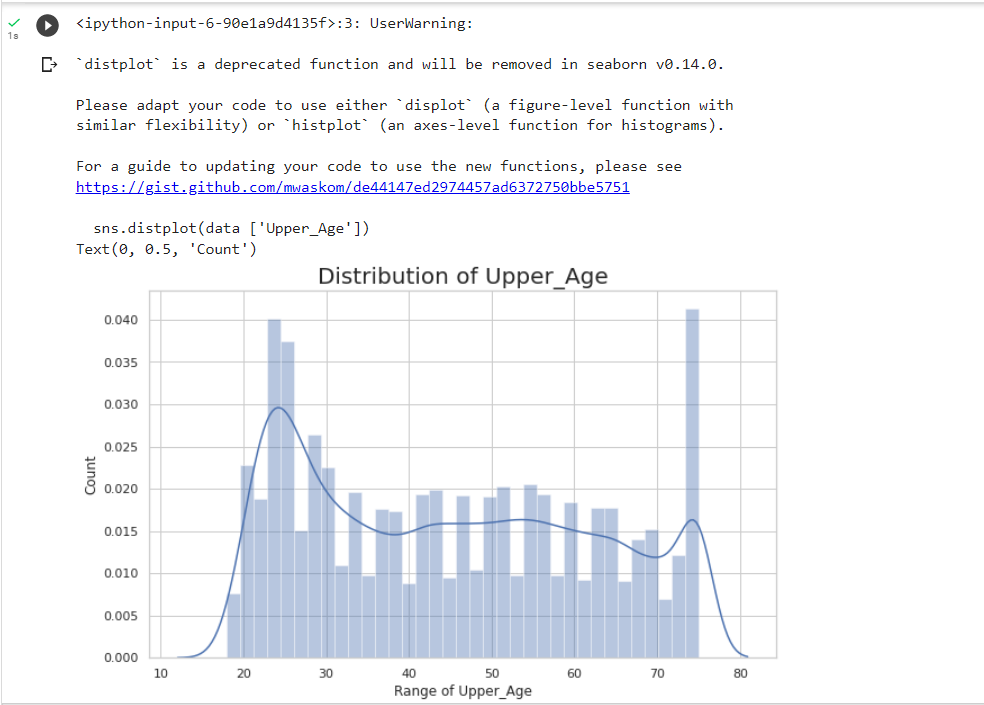 <ipython-input-6-90e1a9d4135f>:3: UserWarning:
1s
`distplot` is a deprecated function and will be removed in seaborn v0.14.0.
Please adapt your code to use either `displot` (a figure-level function with
similar flexibility) or `histplot` (an axes-level function for histograms).
For a guide to updating your code to use the new functions, please see
https://gist.github.com/mwaskom/de44147ed2974457ad6372750bbe5751
sns.distplot(data ['Upper_Age'])
Text(0, 0.5, 'Count')
Distribution of Upper_Age
0.040
0.035
0.030
0.025
0.020
0.015
0.010
0.005
0.000
Count
10 20 30 40 50 60 70 80
Range of Upper_Age